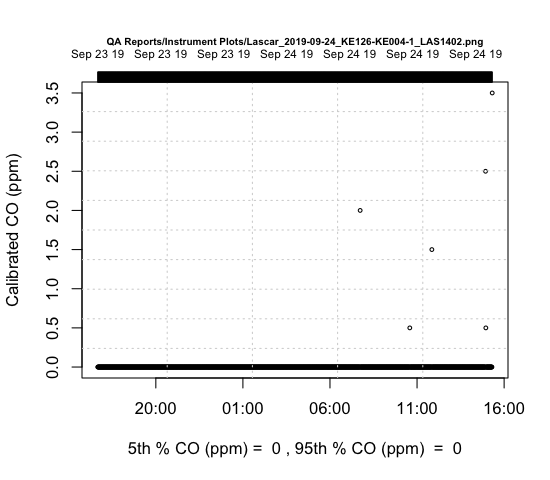 QA Reports/Instrument Plots/Lascar_2019-09-24_KE126-KE004-1_LAS1402.png
Sep 23 19 Sep 23 19 Sep 23 19 Sep 24 19 Sep 24 19 Sep 24 19 Sep 24 19
Calibrated CO (ppm)
3.5
3.0
2.5
2.0
1.5
1.0
0.5
0.0
20:00 01:00 06:00 11:00 16:00
5th % CO (ppm) = 0 , 95th % CO (ppm) = 0